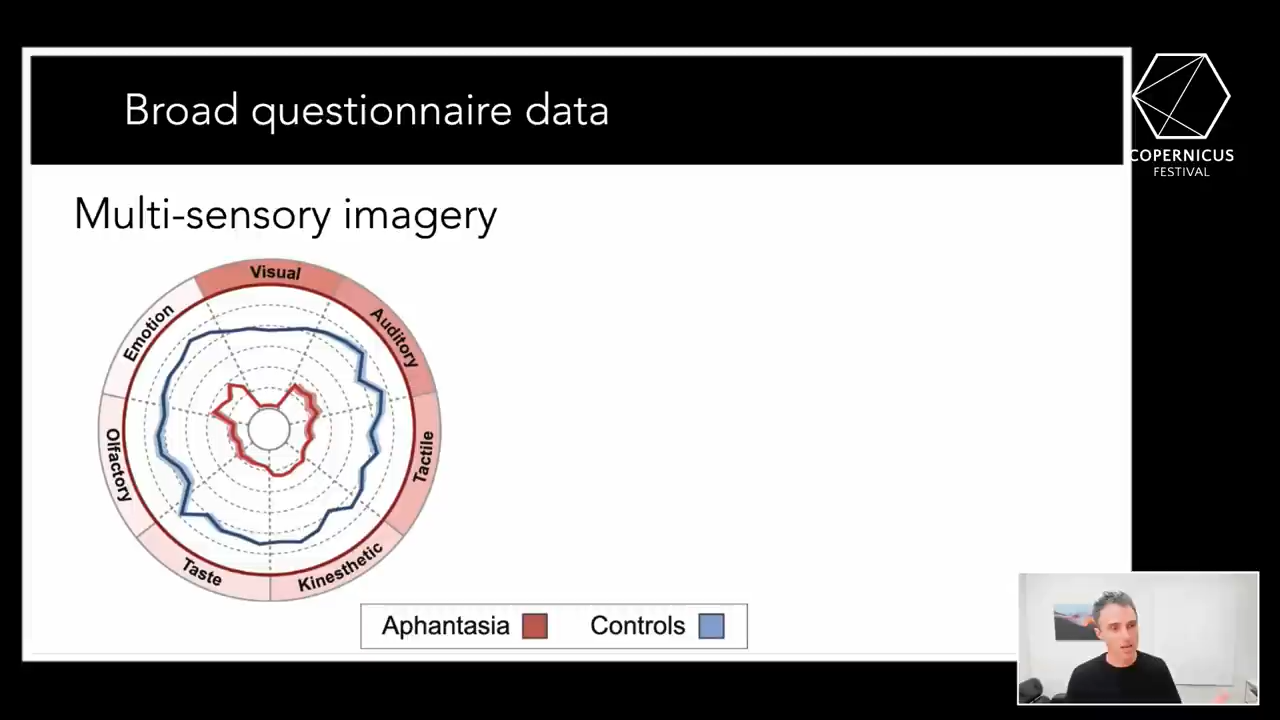 Broad questionnaire data
COPERNICUS
FESTIVAL
Multi-sensory imagery
Visual
Auditory
Tactile
Kinesthetic
Taste
Olfactory
Emotion
Aphantasia
Controls